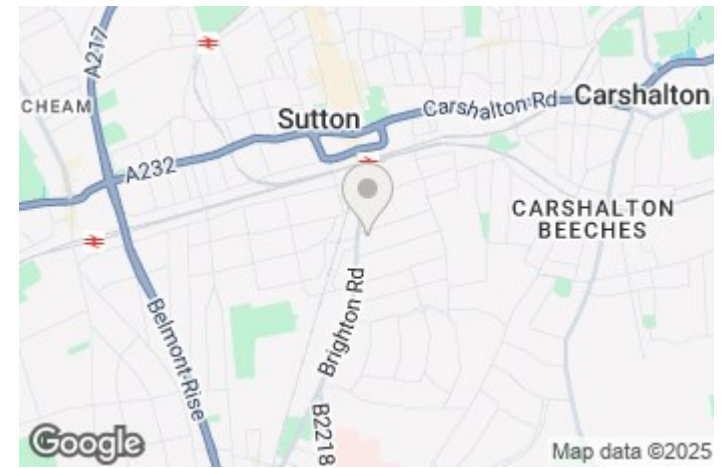 A217
CHEAM
Sutton
Carshalton Rd
Carshalton
A232
CARSHALTON
BEECHES
Belmont Rise
Brighton Rd
B2218
Google
Map data ©2025